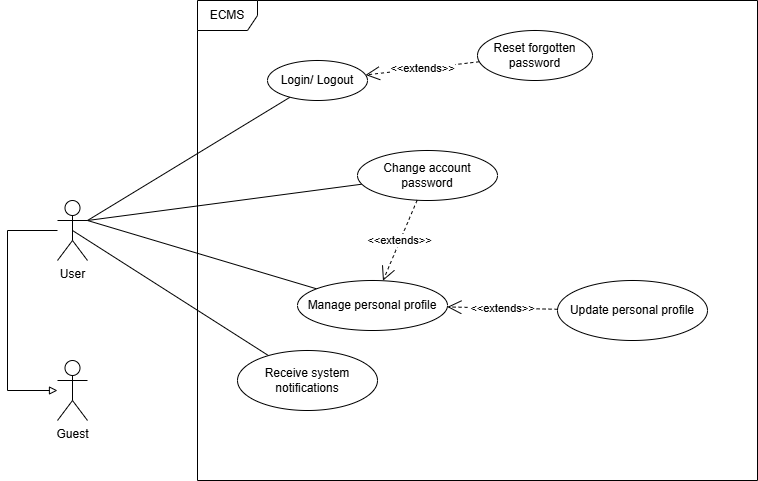 ECMS
Reset forgotten
password
<<extends>>
Login/ Logout
Change account
password
<<extends>>
User
Manage personal profile
<<extends>>
Update personal profile
Receive system
notifications
Guest